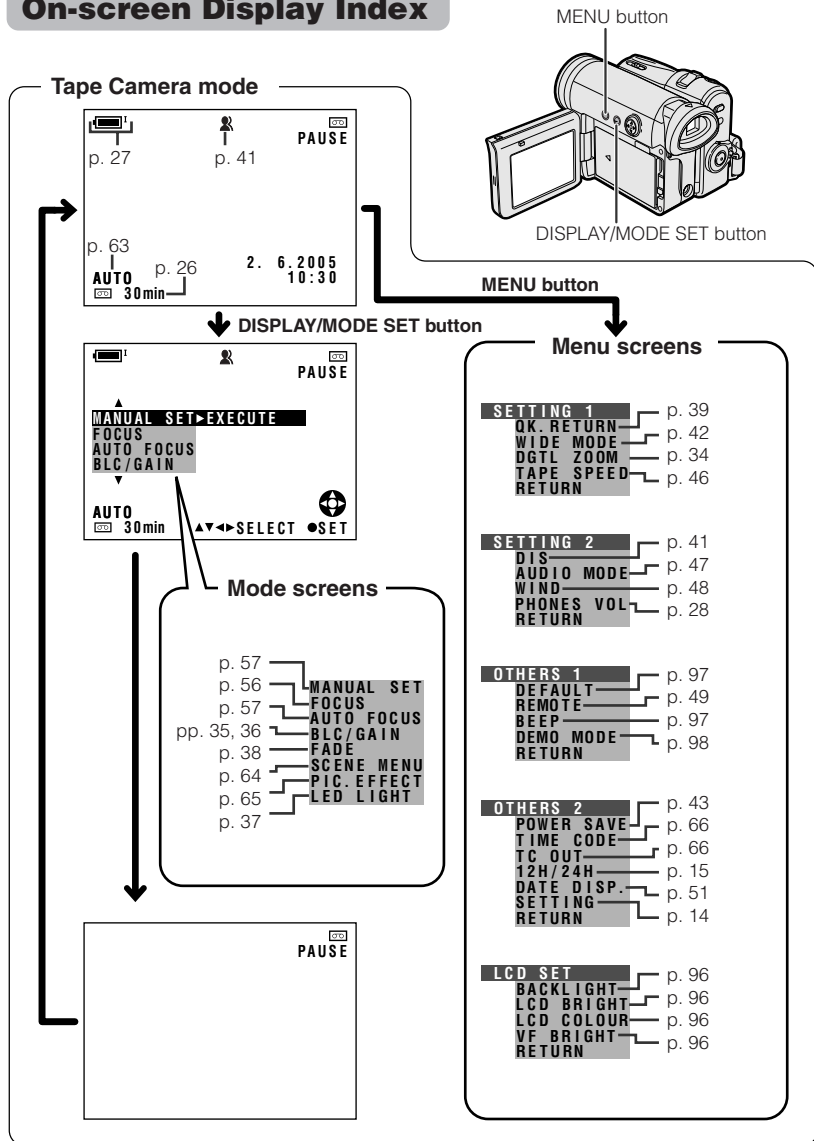 On-screen Display Index
MENU button
DISPLAY/MODE SET button
Tape Camera mode
PAUSE
p. 27
p. 41
p. 63
p. 26
AUTO
30min
2. 6.2005
10:30
MENU button
DISPLAY/MODE SET button
PAUSE
MANUAL SET▶EXECUTE
FOCUS
AUTO FOCUS
BLC/GAIN
AUTO
30min ▲▼◀▶SELECT ●SET
Mode screens
p. 57 MANUAL SET
p. 56 FOCUS
p. 57 AUTO FOCUS
pp. 35, 36 BLC/GAIN
p. 38 FADE
p. 64 SCENE MENU
p. 65 PIC.EFFECT
p. 37 LED LIGHT
PAUSE
Menu screens
SETTING 1
QK.RETURN p. 39
WIDE MODE p. 42
DGTL ZOOM p. 34
TAPE SPEED p. 46
RETURN
SETTING 2
DIS p. 41
AUDIO MODE p. 47
WIND p. 48
PHONES VOL p. 28
RETURN
OTHERS 1
DEFAULT p. 97
REMOTE p. 49
BEEP p. 97
DEMO MODE p. 98
RETURN
OTHERS 2
POWER SAVE p. 43
TIME CODE p. 66
TC OUT p. 66
12H/24H p. 15
DATE DISP. p. 51
SETTING p. 14
RETURN
LCD SET
BACKLIGHT p. 96
LCD BRIGHT p. 96
LCD COLOUR p. 96
VF BRIGHT p. 96
RETURN